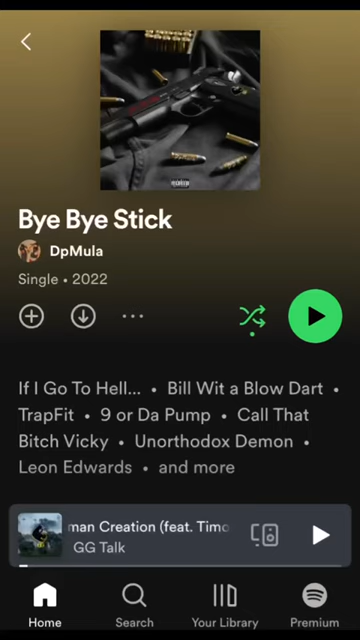 Bye Bye Stick
DpMula
Single • 2022
If I Go To Hell... • Bill Wit a Blow Dart •
TrapFit • 9 or Da Pump • Call That
Bitch Vicky • Unorthodox Demon •
Leon Edwards • and more
man Creation (feat. Timo
GG Talk
Home
Search
Your Library
Premium